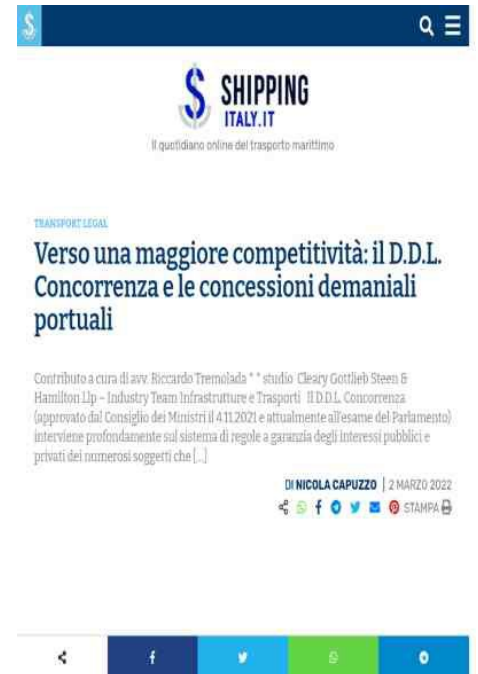 SHIPPING
ITALY.IT
Il quotidiano online del trasporto marittimo
TRANSPORT LEGAL
Verso una maggiore competitività: il D.D.L.
Concorrenza e le concessioni demaniali
portuali
Contributo a cura di avv. Riccardo Tremolada * * studio Cleary Gottlieb Steen &
Hamilton Llp – Industry Team Infrastrutture e Trasporti Il D.D.L. Concorrenza
(approvato dal Consiglio dei Ministri il 4.11.2021 e attualmente all'esame del Parlamento)
interviene profondamente sul sistema di regole a garanzia degli interessi pubblici e
privati dei numerosi soggetti che [...]
DI NICOLA CAPUZZO | 2 MARZO 2022
STAMPA